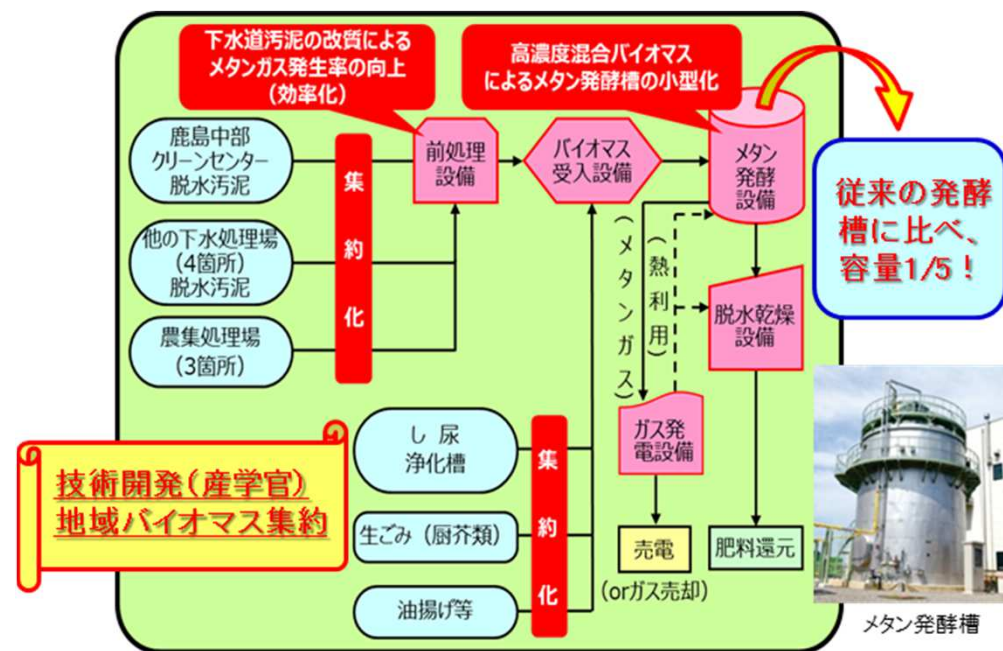 下水道汚泥の改質による
メタンガス発生率の向上
(効率化)
高濃度混合バイオマス
によるメタン発酵槽の小型化
鹿島中部
クリーンセンター
脱水汚泥
他の下水処理場
(4箇所)
脱水汚泥
農集処理場
(3箇所)
集約化
前処理
設備
バイオマス
受入設備
メタン
発酵
設備
従来の発酵
槽に比べ、
容量1/5！
(メタンガス)
(熱利用)
脱水乾燥
設備
ガス発
電設備
し尿
浄化槽
生ごみ（厨芥類）
油揚げ等
集約化
技術開発(産学官)
地域バイオマス集約
売電
(orガス売却)
肥料還元
メタン発酵槽